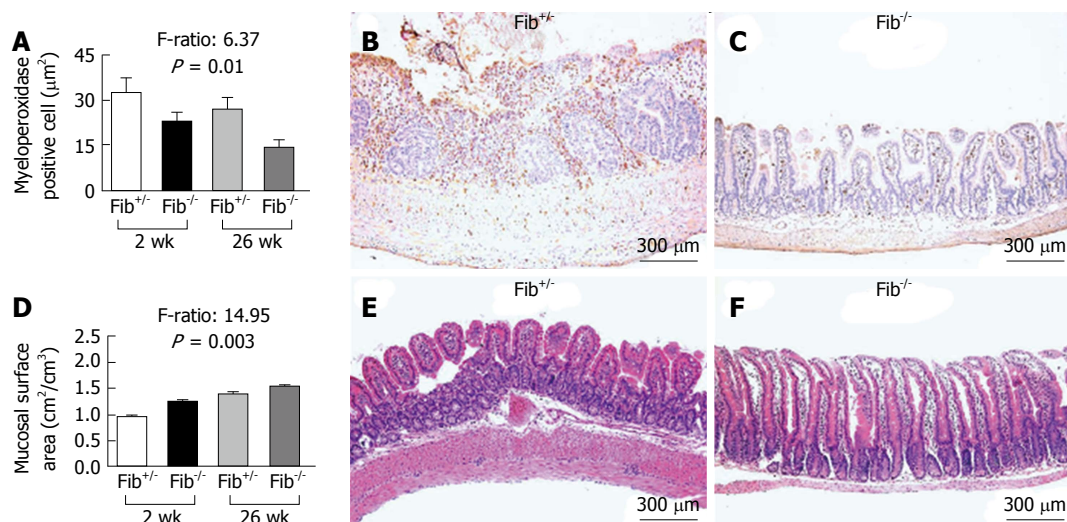 A
F-ratio: 6.37
P = 0.01
Myeloperoxidase
positive cell (μm²)
45
30
15
0
Fib+/- Fib-/- Fib+/- Fib-/-
2 wk 26 wk
B
Fib+/-
300 μm
C
Fib-/-
300 μm
D
F-ratio: 14.95
P = 0.003
Mucosal surface
area (cm²/cm³)
2.5
2.0
1.5
1.0
0.5
0.0
Fib+/- Fib-/- Fib+/- Fib-/-
2 wk 26 wk
E
Fib+/-
300 μm
F
Fib-/-
300 μm